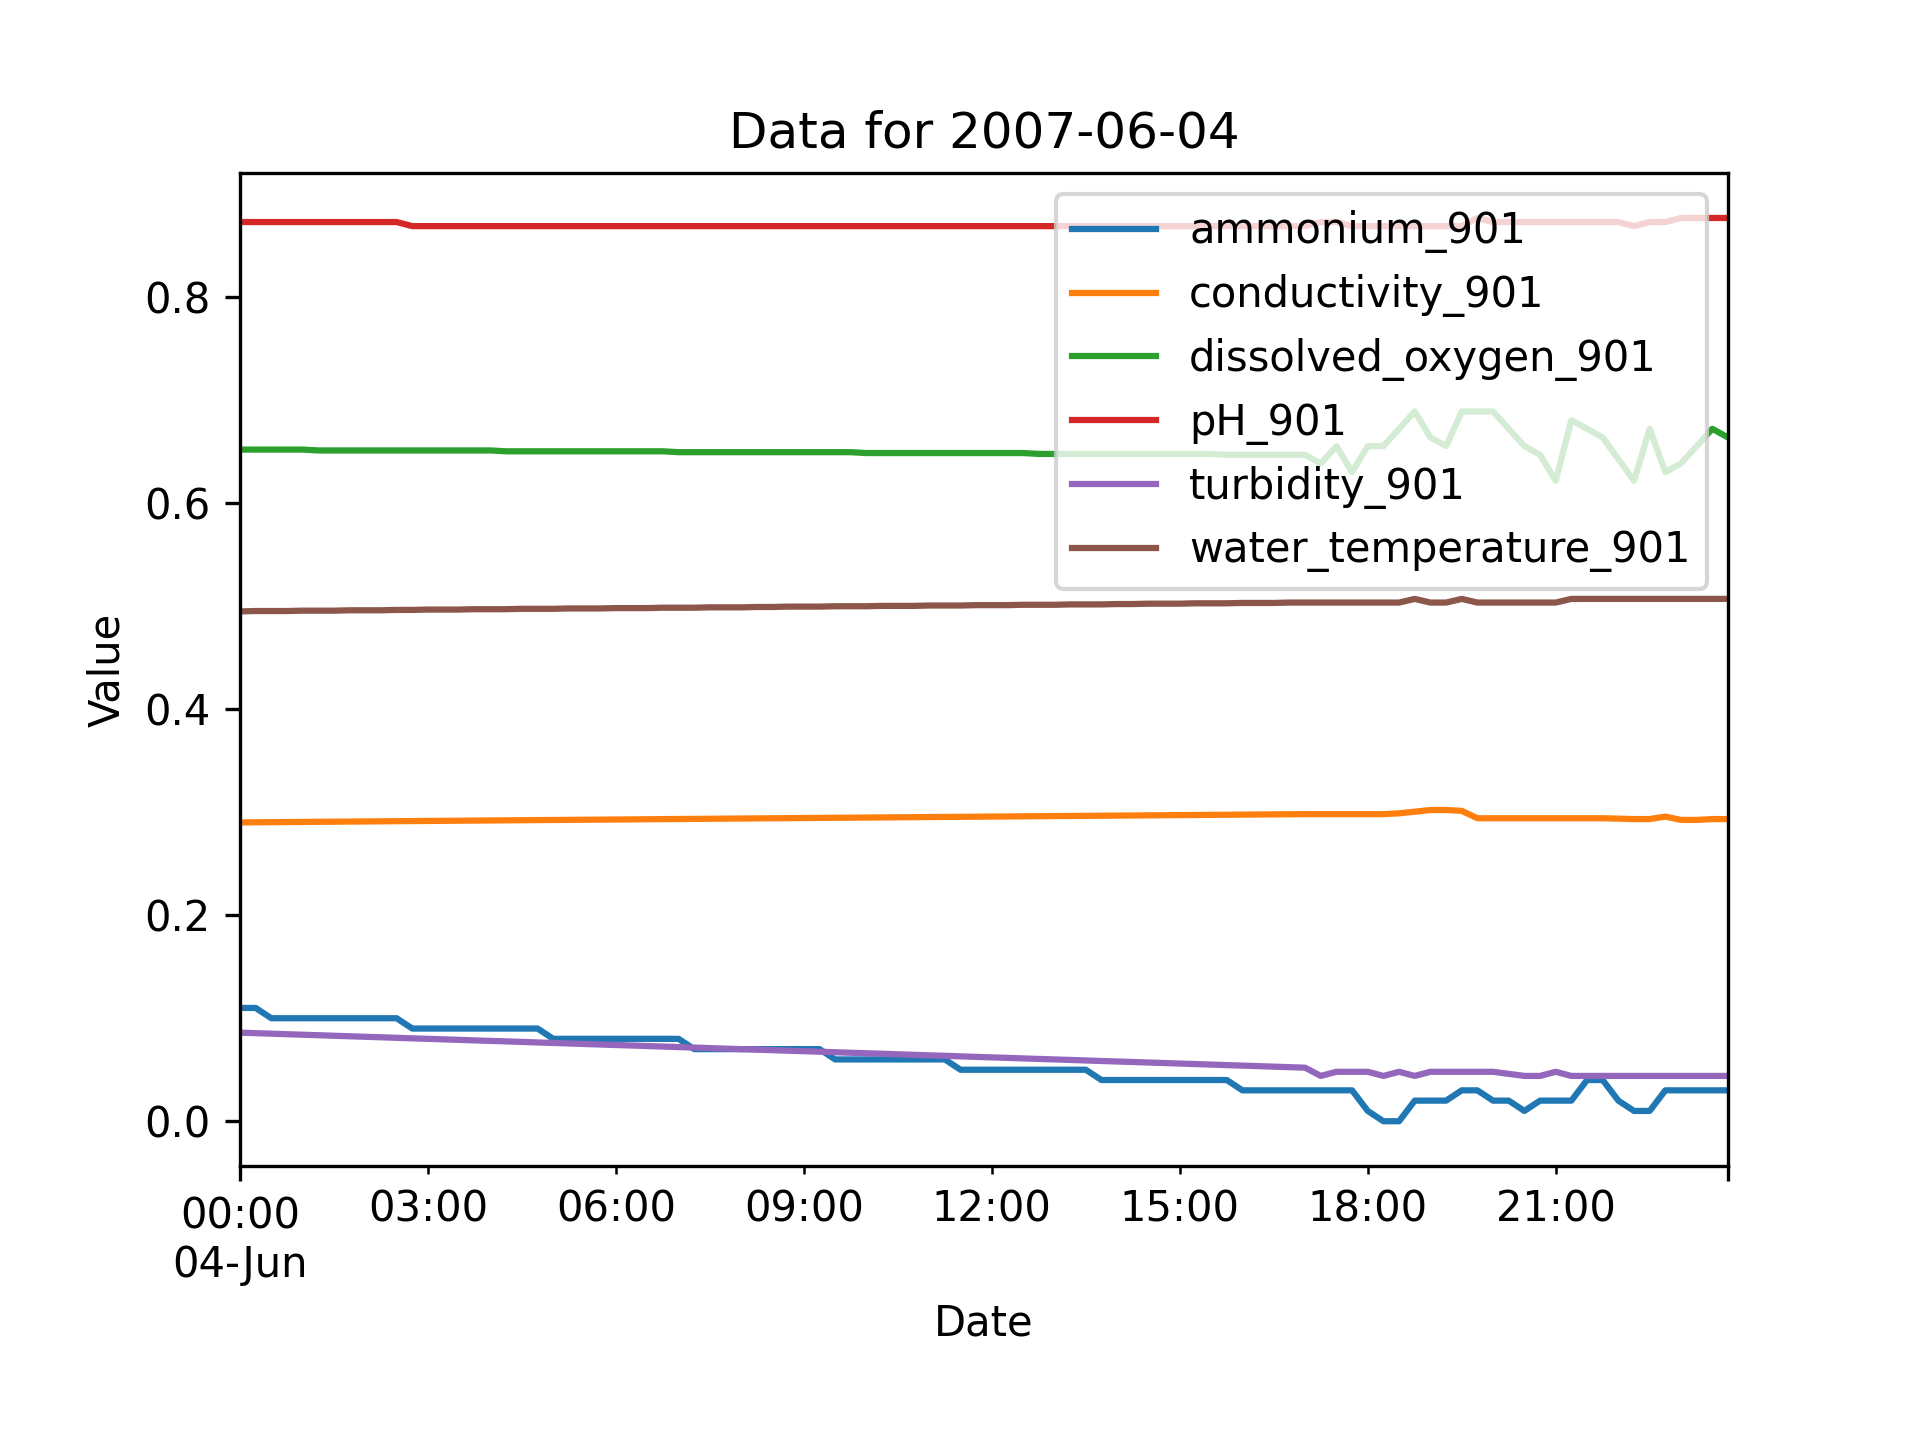 Data for 2007-06-04
ammonium_901
conductivity_901
dissolved_oxygen_901
pH_901
turbidity_901
water_temperature_901
Value
0.8
0.6
0.4
0.2
0.0
00:00 03:00 06:00 09:00 12:00 15:00 18:00 21:00
04-Jun
Date